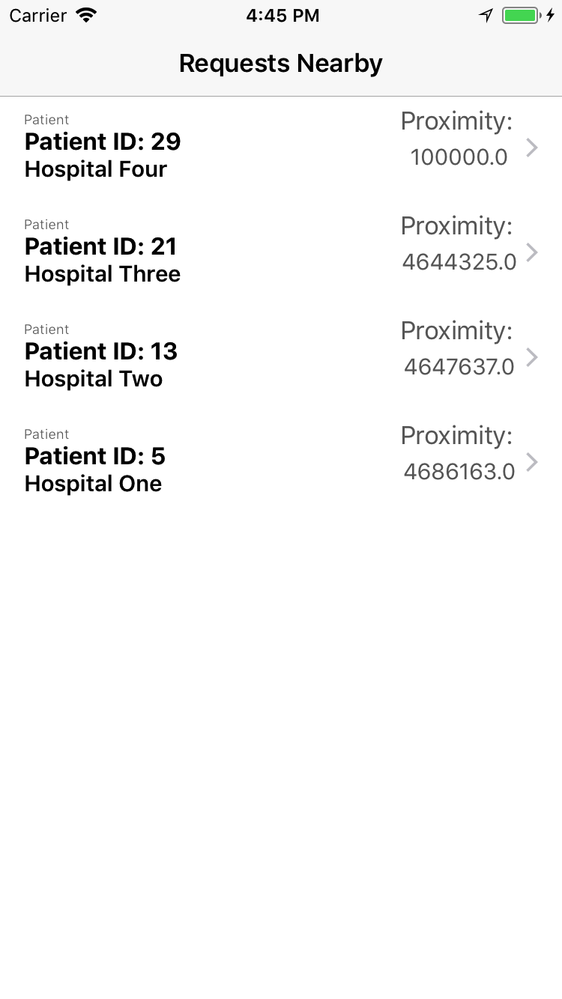 Carrier 4:45 PM
Requests Nearby
Patient
Patient ID: 29
Hospital Four
Proximity:
100000.0
Patient
Patient ID: 21
Hospital Three
Proximity:
4644325.0
Patient
Patient ID: 13
Hospital Two
Proximity:
4647637.0
Patient
Patient ID: 5
Hospital One
Proximity:
4686163.0